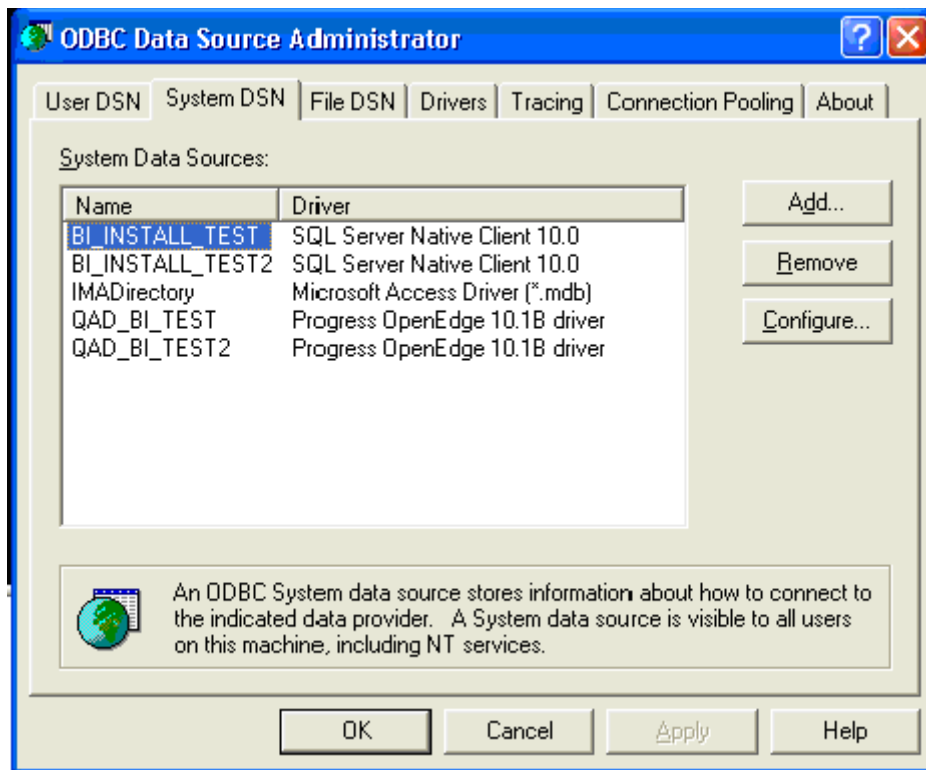 ODBC Data Source Administrator
User DSN System DSN File DSN Drivers Tracing Connection Pooling About
System Data Sources:
Name Driver
BI_INSTALL_TEST SQL Server Native Client 10.0
BI_INSTALL_TEST2 SQL Server Native Client 10.0
IMADirectory Microsoft Access Driver (*.mdb)
QAD_BI_TEST Progress OpenEdge 10.1B driver
QAD_BI_TEST2 Progress OpenEdge 10.1B driver
Add...
Remove
Configure...
An ODBC System data source stores information about how to connect to
the indicated data provider. A System data source is visible to all users
on this machine, including NT services.
OK Cancel Apply Help